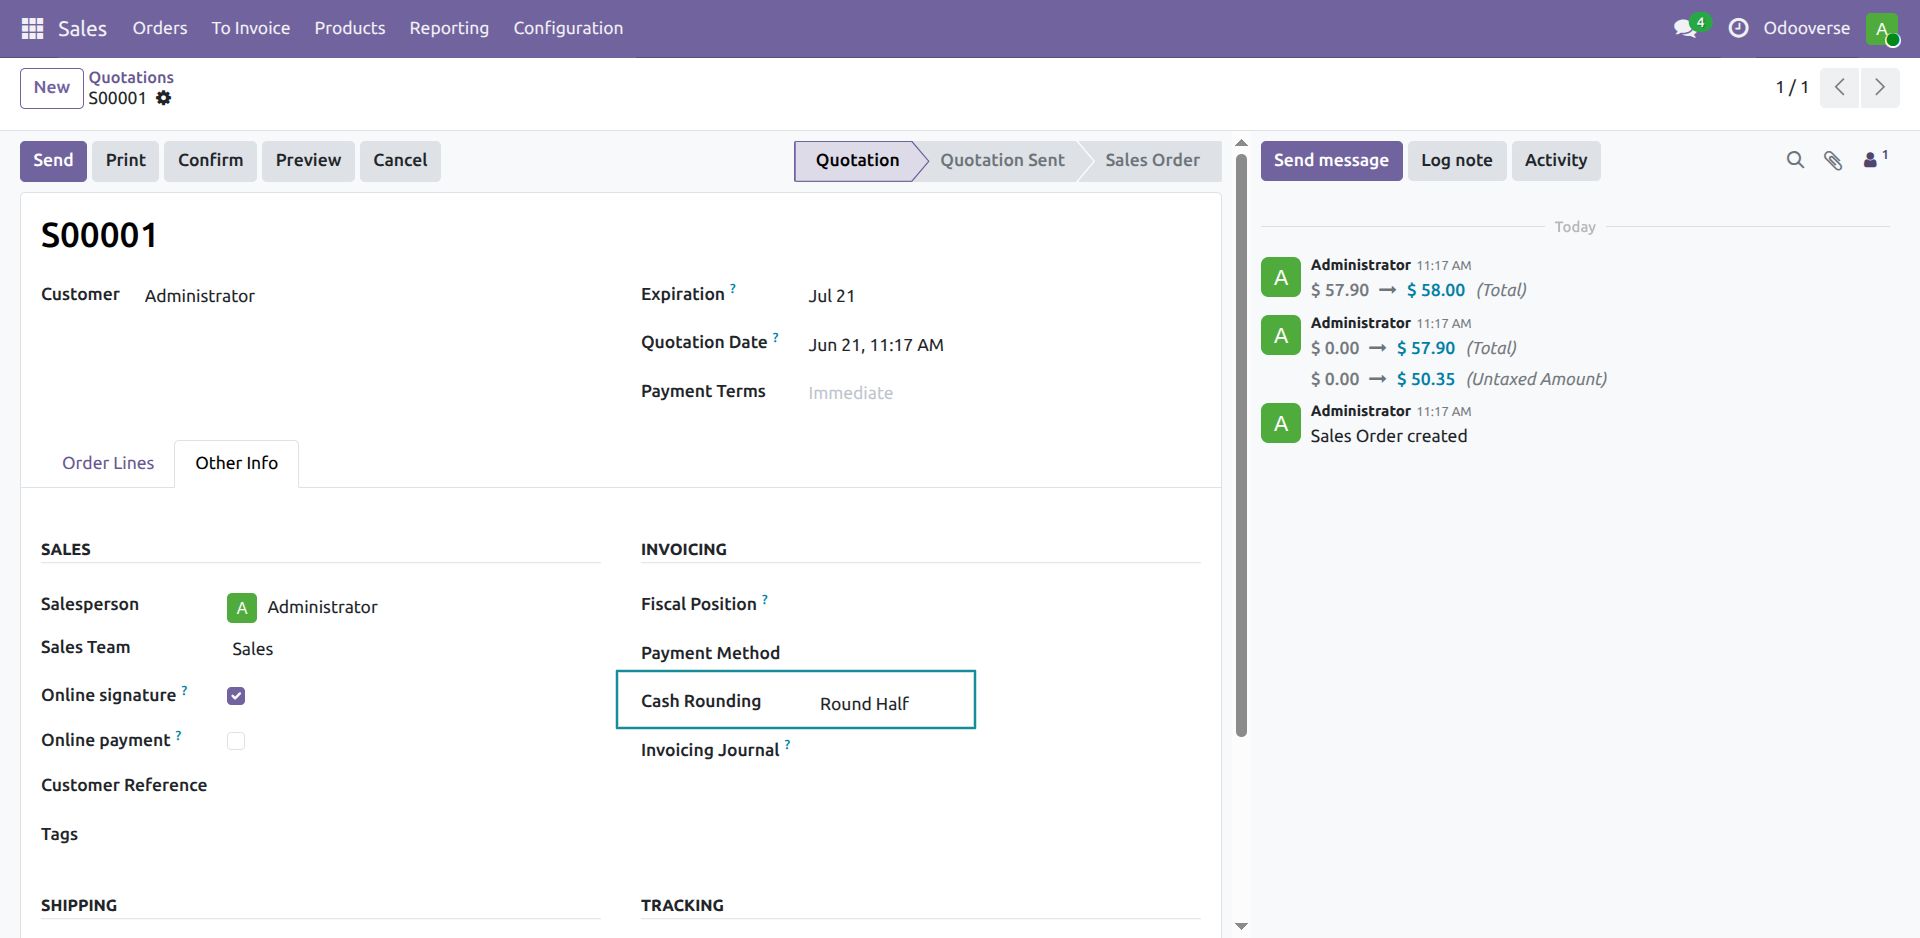 Sales Orders To Invoice Products Reporting Configuration 4 Odooverse A
New Quotations
S00001
1 / 1
Send Print Confirm Preview Cancel Quotation Quotation Sent Sales Order
Send message Log note Activity 1
S00001
Customer Administrator
Expiration ? Jul 21
Quotation Date ? Jun 21, 11:17 AM
Payment Terms Immediate
Order Lines Other Info
SALES
Salesperson A Administrator
Sales Team Sales
Online signature ?
Online payment ?
Customer Reference
Tags
INVOICING
Fiscal Position ?
Payment Method
Cash Rounding Round Half
Invoicing Journal ?
SHIPPING
TRACKING
Today
A Administrator 11:17 AM
$ 57.90 → $ 58.00 (Total)
A Administrator 11:17 AM
$ 0.00 → $ 57.90 (Total)
$ 0.00 → $ 50.35 (Untaxed Amount)
A Administrator 11:17 AM
Sales Order created